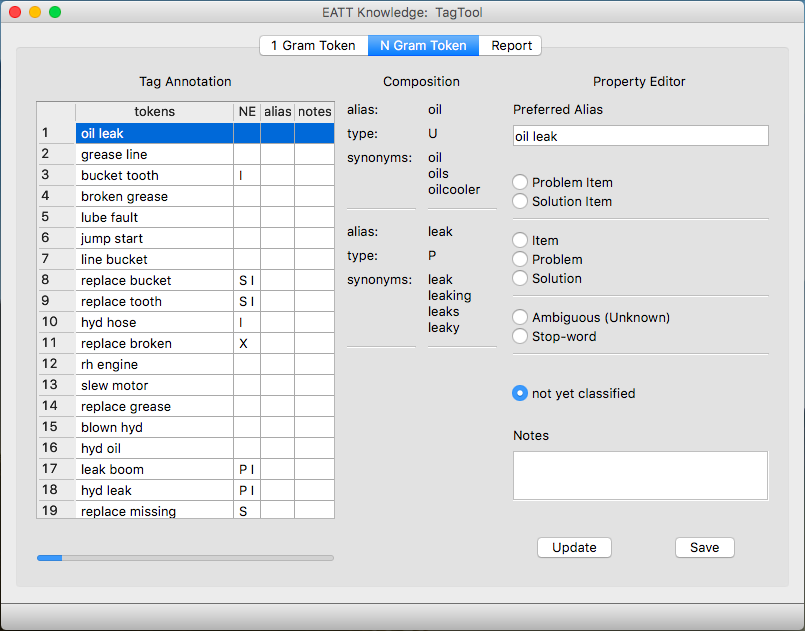 EATT Knowledge:  TagTool
1 Gram Token N Gram Token Report
Tag Annotation
tokens NE alias notes
1 oil leak
2 grease line
3 bucket tooth I
4 broken grease
5 lube fault
6 jump start
7 line bucket
8 replace bucket S I
9 replace tooth S I
10 hyd hose I
11 replace broken X
12 rh engine
13 slew motor
14 replace grease
15 blown hyd
16 hyd oil
17 leak boom P I
18 hyd leak P I
19 replace missing S
Composition
alias: oil
type: U
synonyms: oil
oils
oilcooler
alias: leak
type: P
synonyms: leak
leaking
leaks
leaky
Property Editor
Preferred Alias
oil leak
Problem Item
Solution Item
Item
Problem
Solution
Ambiguous (Unknown)
Stop-word
not yet classified
Notes
Update Save